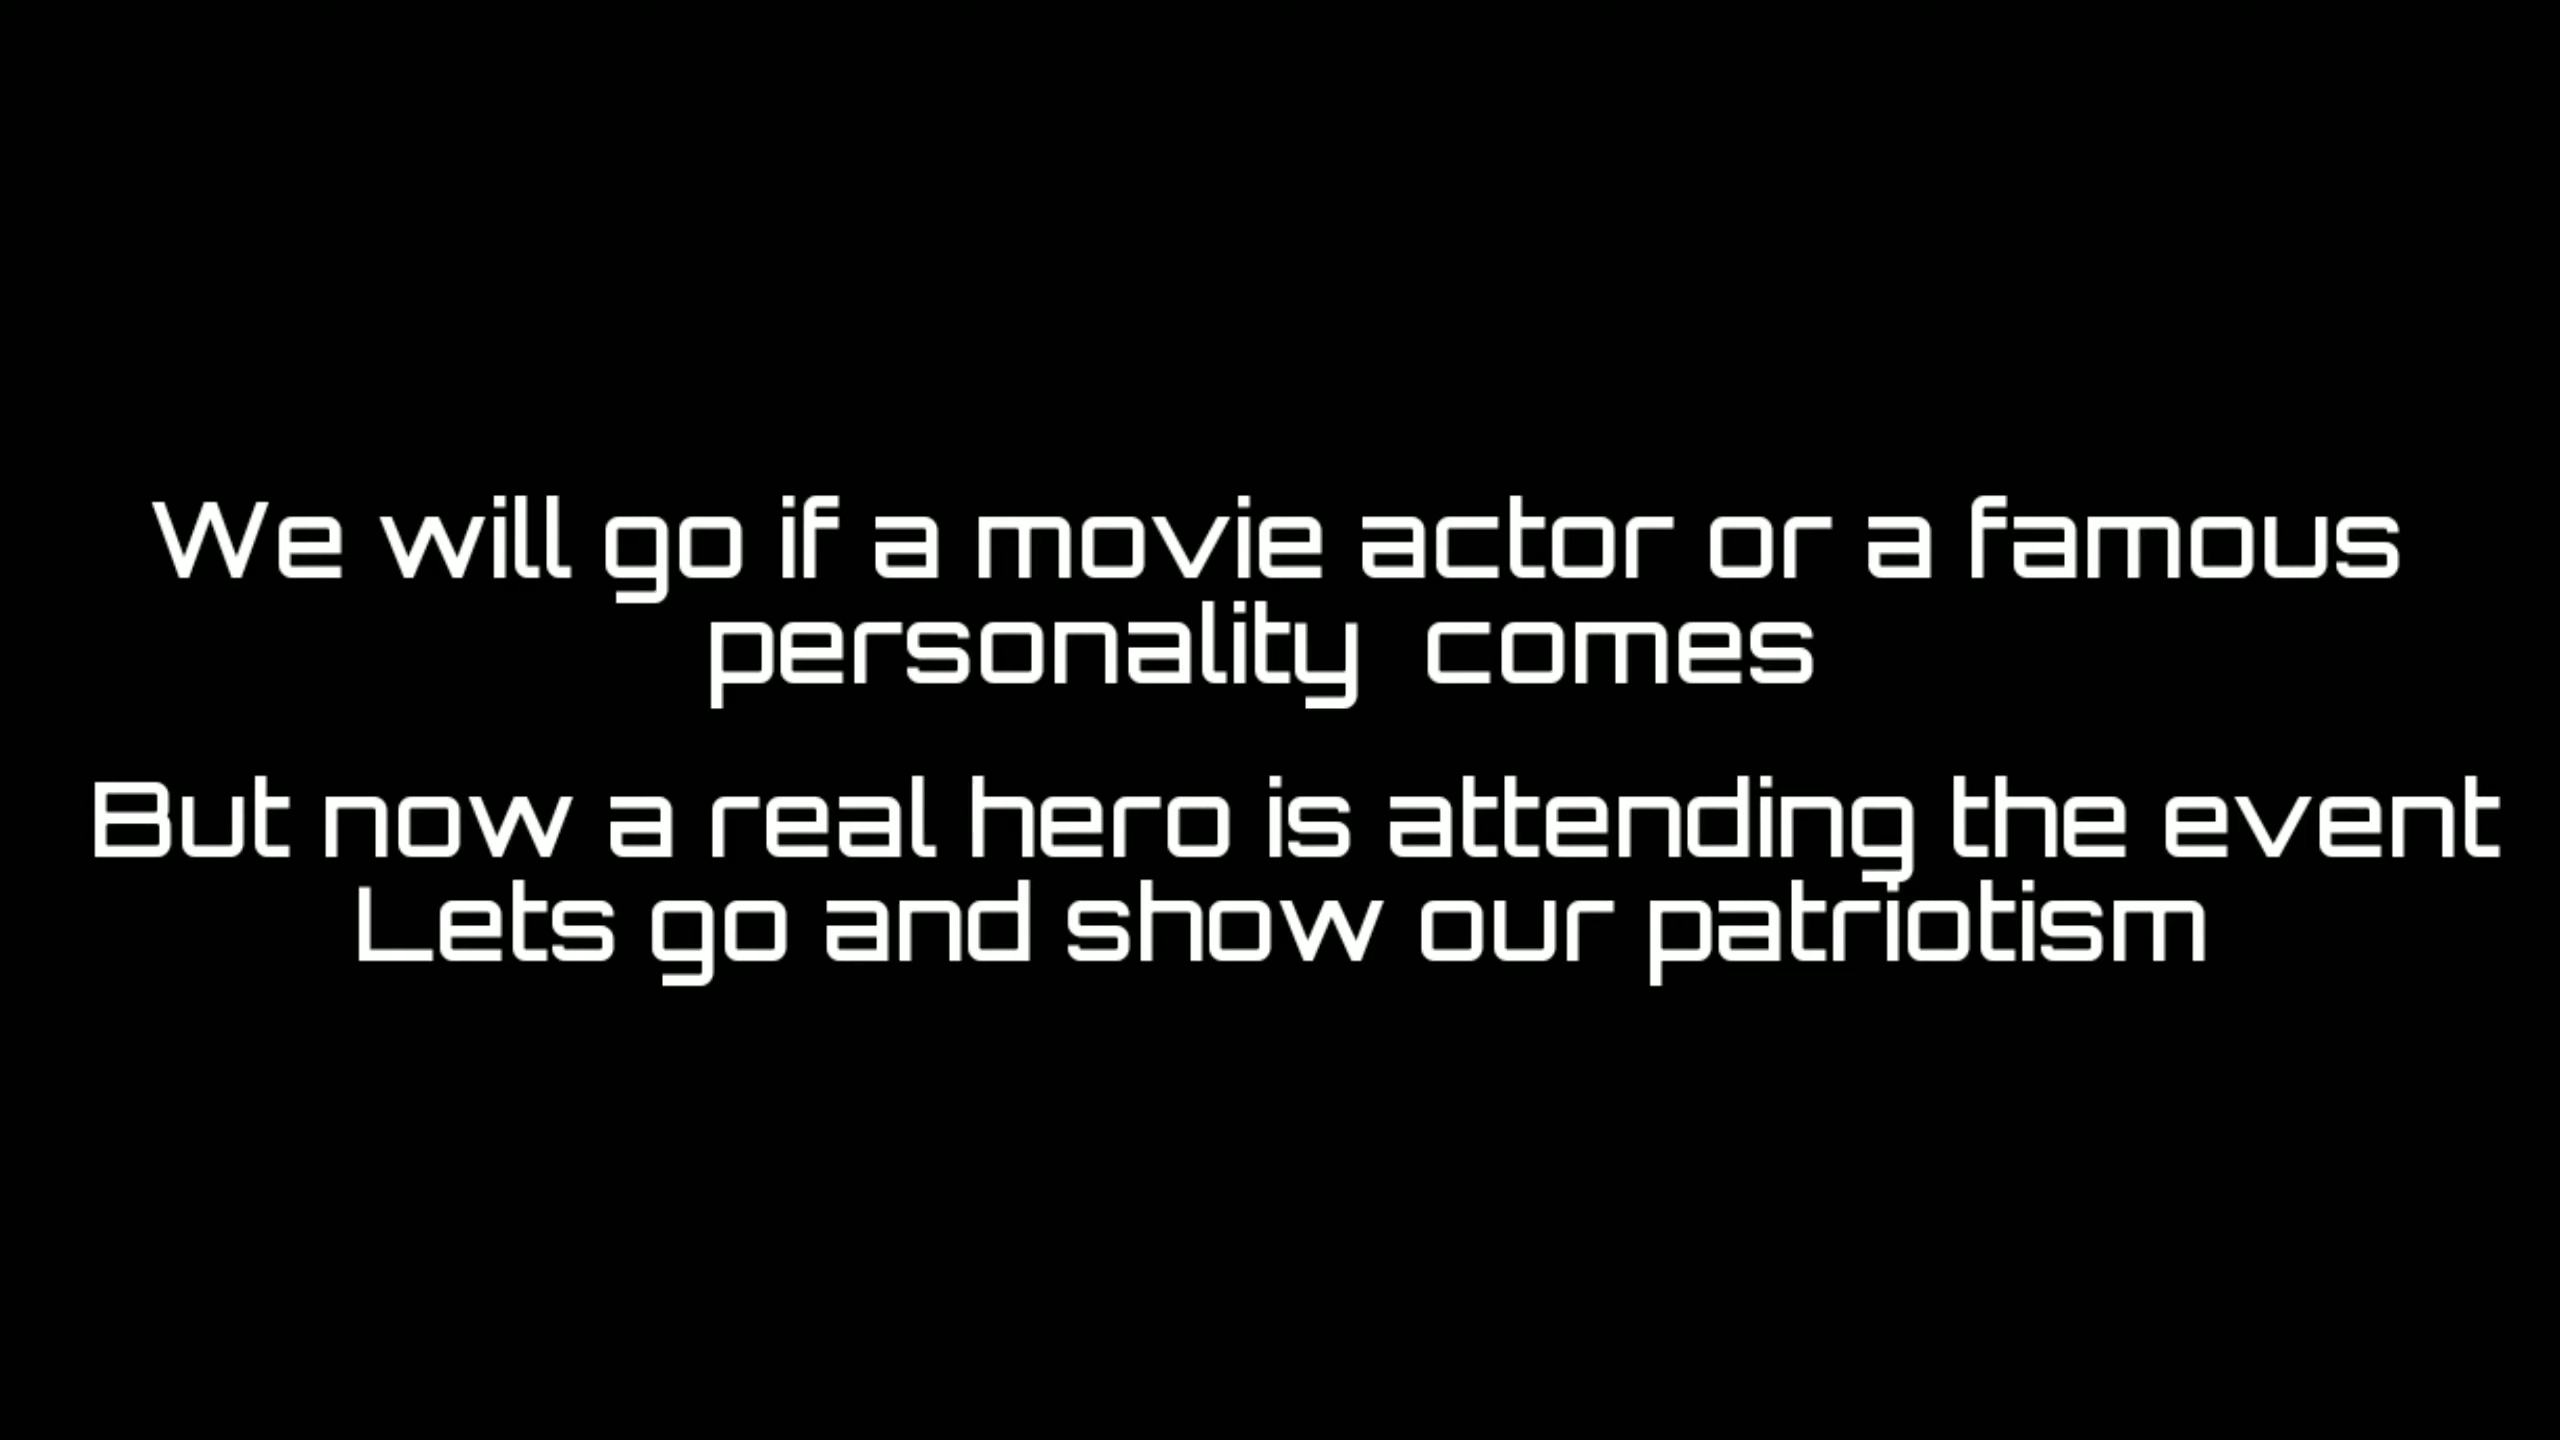 We will go if a movie actor or a famous
personality  comes
But now a real hero is attending the event
Lets go and show our patriotism